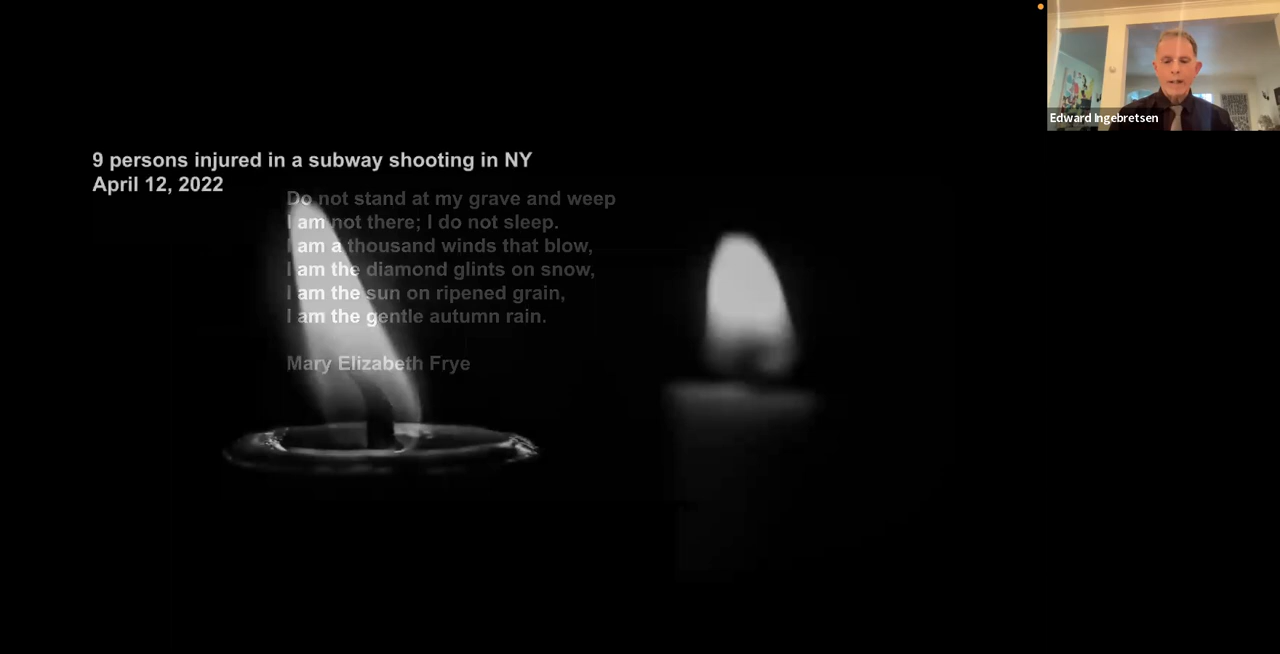 Edward Ingebretsen
9 persons injured in a subway shooting in NY
April 12, 2022
Do not stand at my grave and weep
I am not there; I do not sleep.
I am a thousand winds that blow,
I am the diamond glints on snow,
I am the sun on ripened grain,
I am the gentle autumn rain.
Mary Elizabeth Frye